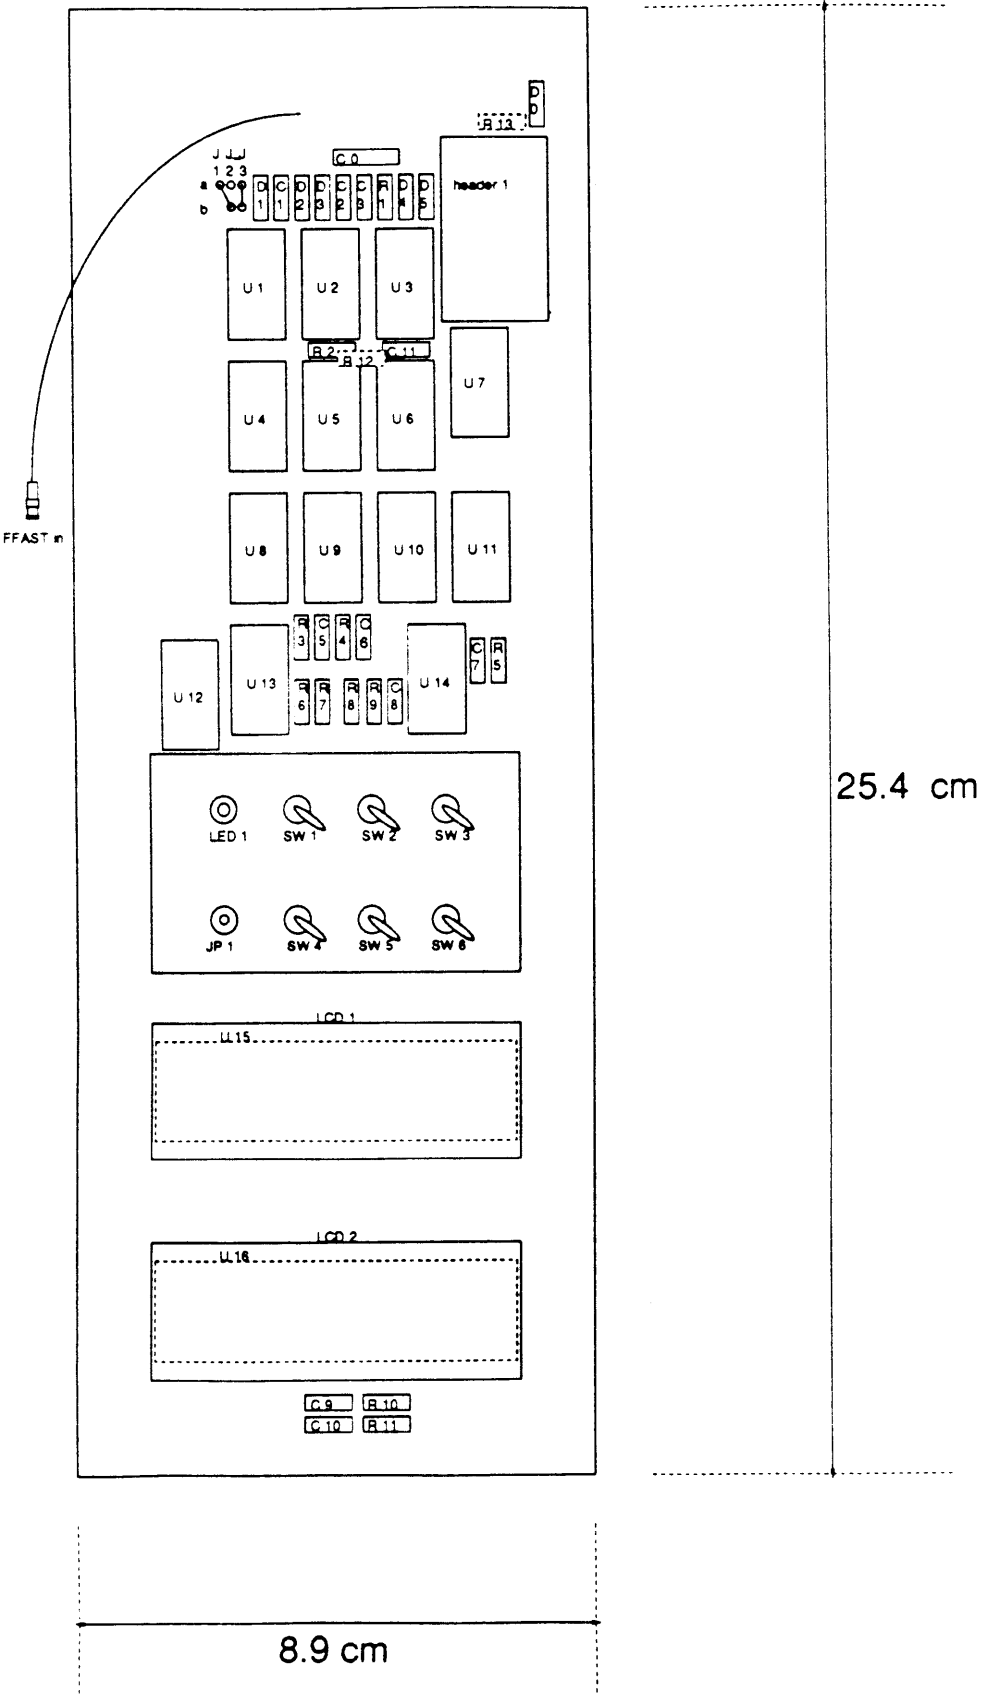 D 0
R 13
C 0
J J J
1 2 3
a
b
D 1
C 1
D 2
D 3
C 2
C 3
R 1
D 4
D 5
header 1
U 1
U 2
U 3
R 2
R 12
C 11
U 4
U 5
U 6
U 7
FFAST in
U 8
U 9
U 10
U 11
R 3
C 5
R 4
C 6
C 7
R 5
U 12
U 13
U 14
R 6
R 7
R 8
R 9
C 8
25.4 cm
LED 1
SW 1
SW 2
SW 3
JP 1
SW 4
SW 5
SW 6
LCD 1
U 15
LCD 2
U 16
C 9
R 10
C 10
R 11
8.9 cm